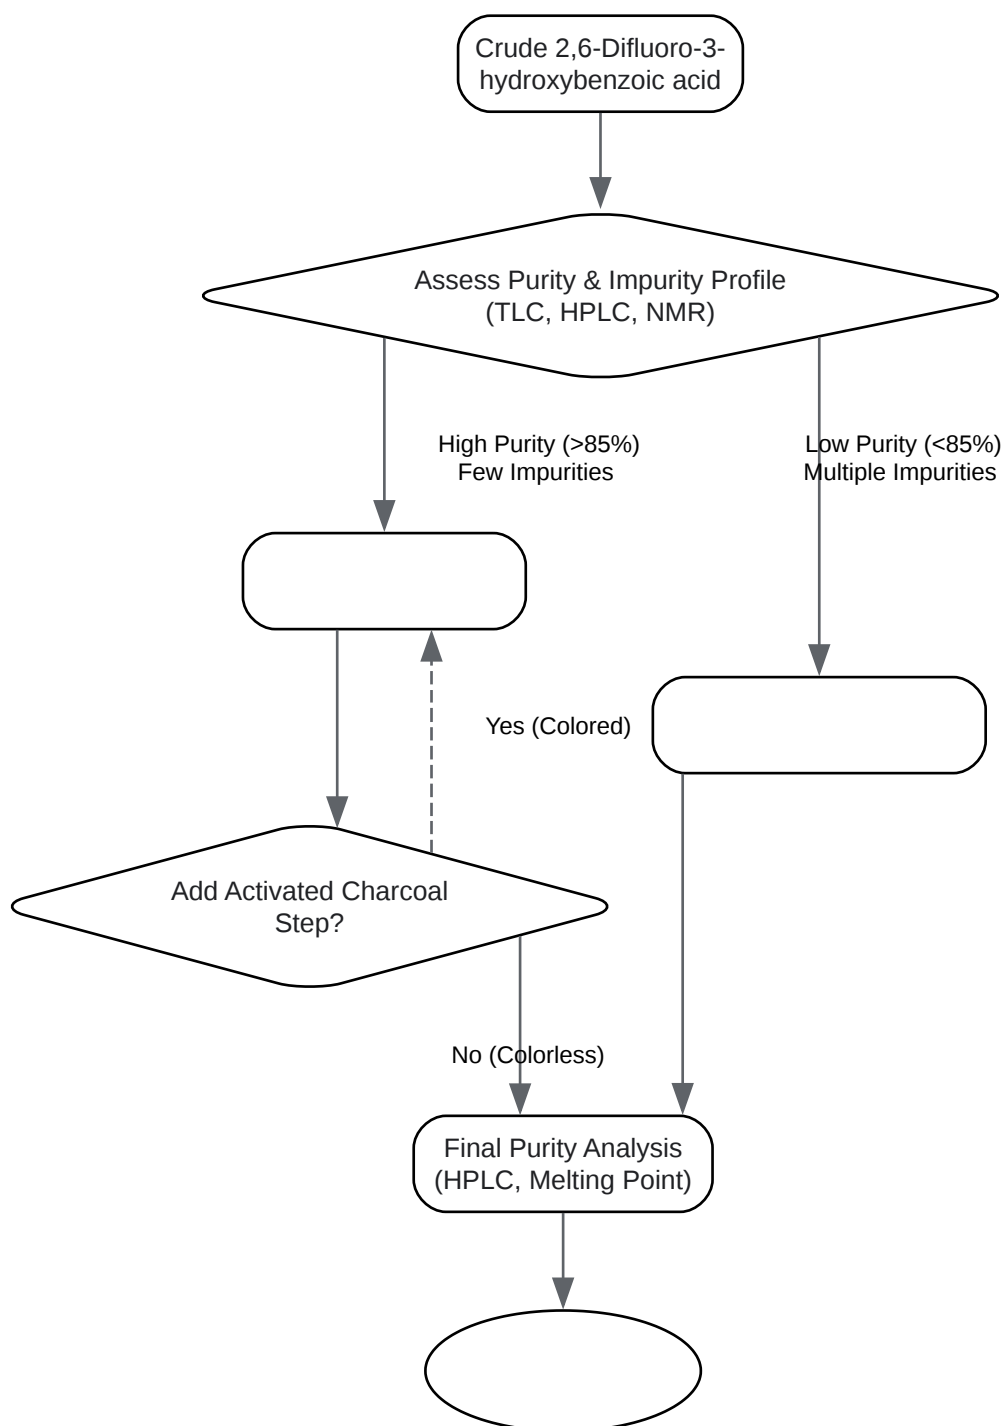 Crude 2,6-Difluoro-3-
hydroxybenzoic acid
Assess Purity & Impurity Profile
(TLC, HPLC, NMR)
High Purity (>85%)
Few Impurities
Low Purity (<85%)
Multiple Impurities
Yes (Colored)
Add Activated Charcoal
Step?
No (Colorless)
Final Purity Analysis
(HPLC, Melting Point)